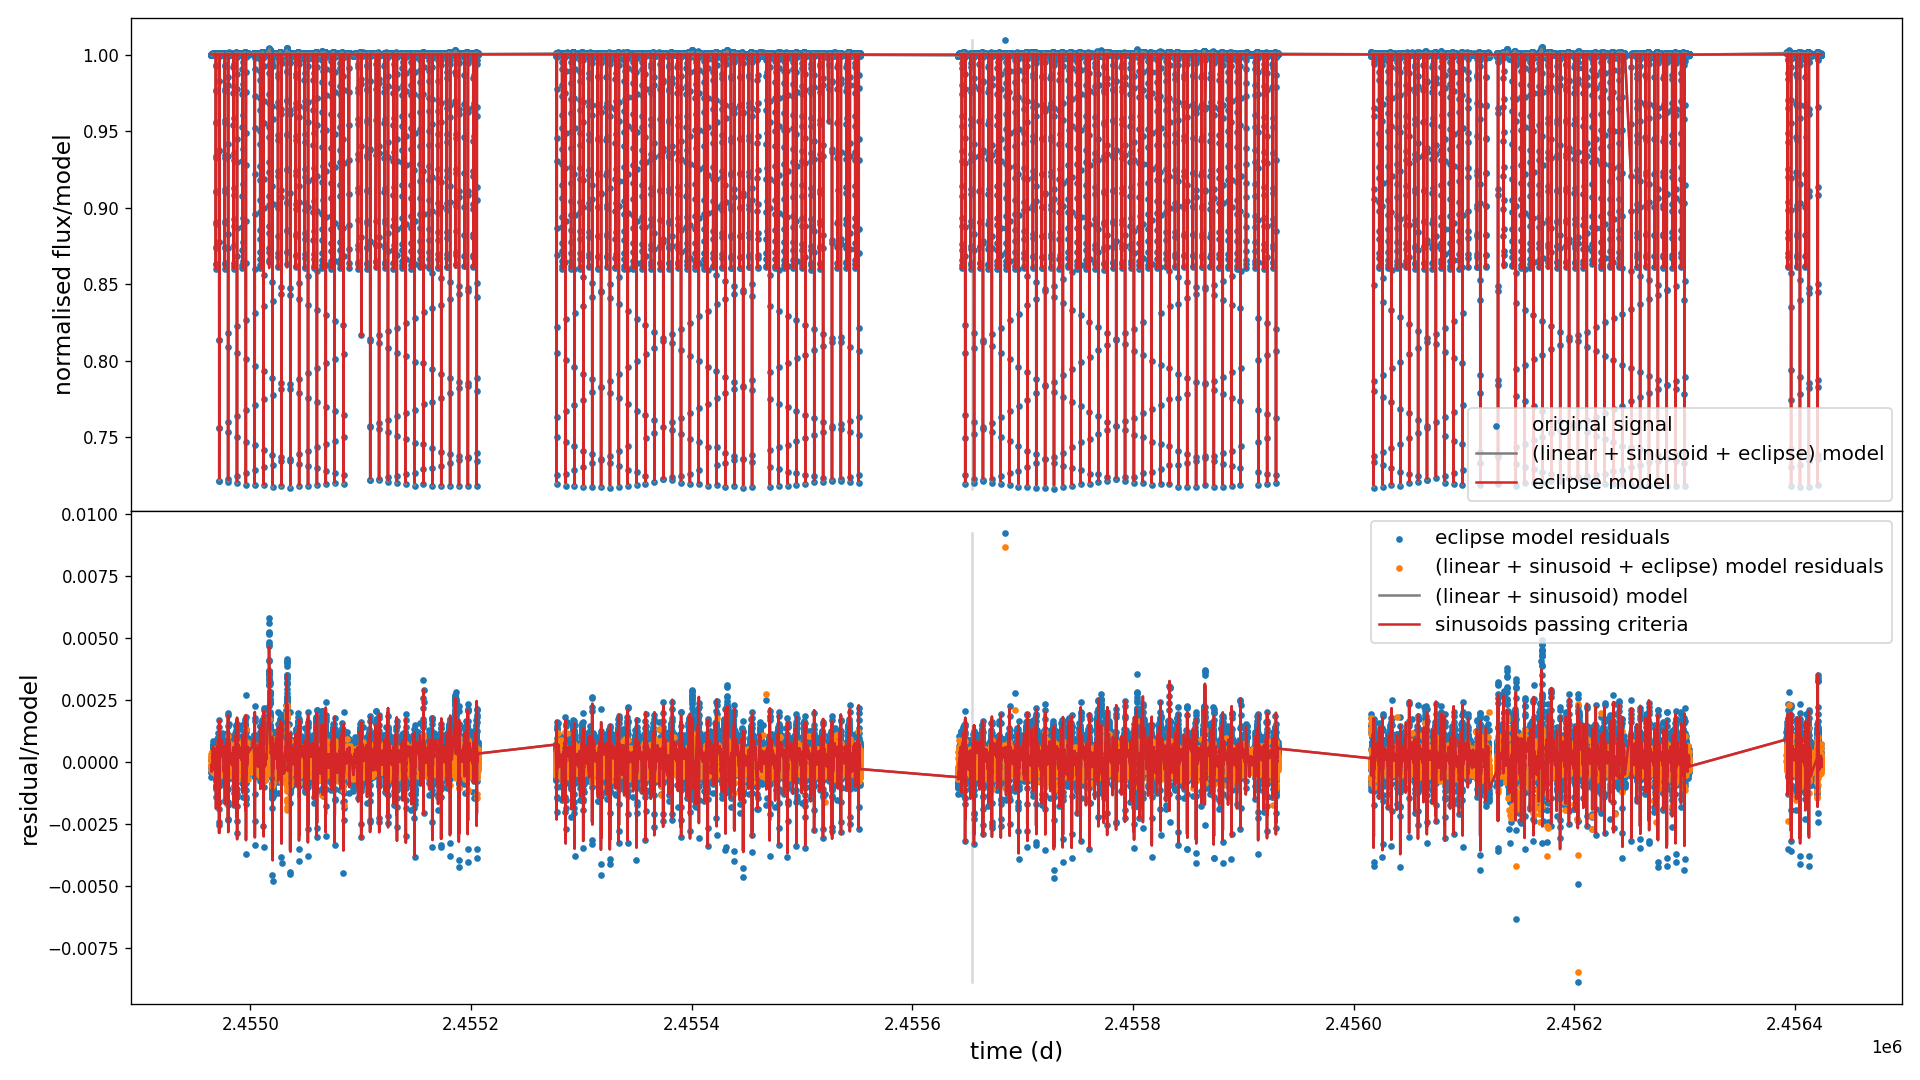 normalised flux/model
1.00
0.95
0.90
0.85
0.80
0.75
original signal
(linear + sinusoid + eclipse) model
eclipse model
residual/model
0.0100
0.0075
0.0050
0.0025
0.0000
−0.0025
−0.0050
−0.0075
eclipse model residuals
(linear + sinusoid + eclipse) model residuals
(linear + sinusoid) model
sinusoids passing criteria
2.4550 2.4552 2.4554 2.4556 2.4558 2.4560 2.4562 2.4564
1e6
time (d)